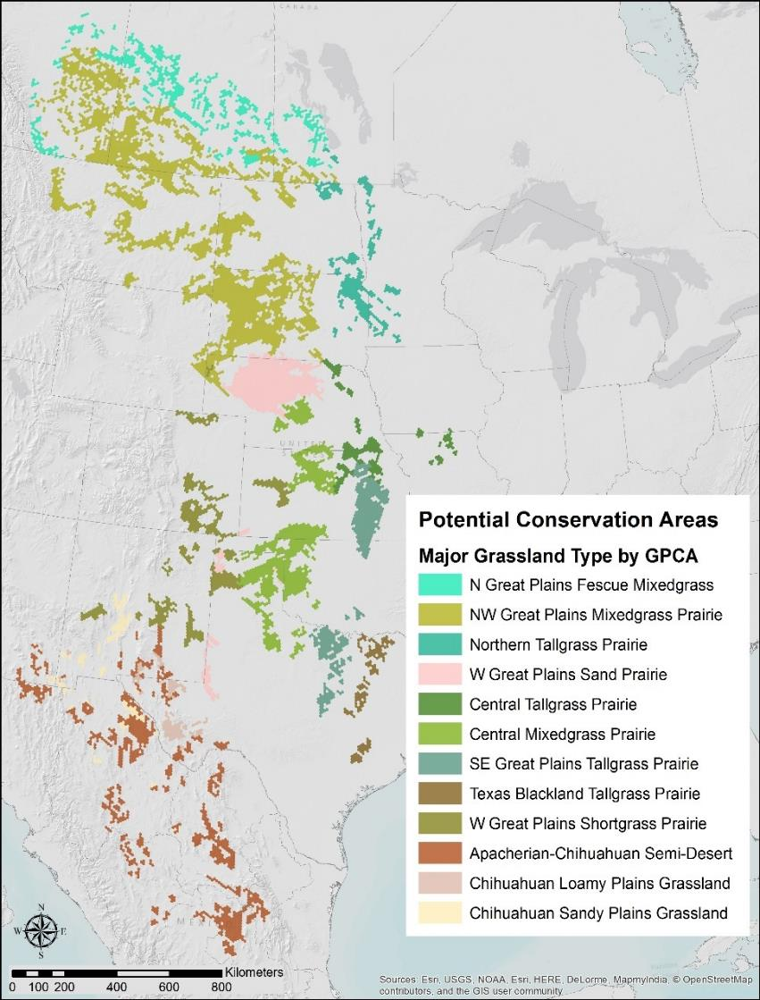 CANADA
UNITED
Potential Conservation Areas
Major Grassland Type by GPCA
N Great Plains Fescue Mixedgrass
NW Great Plains Mixedgrass Prairie
Northern Tallgrass Prairie
W Great Plains Sand Prairie
Central Tallgrass Prairie
Central Mixedgrass Prairie
SE Great Plains Tallgrass Prairie
Texas Blackland Tallgrass Prairie
W Great Plains Shortgrass Prairie
Apacherian-Chihuahuan Semi-Desert
Chihuahuan Loamy Plains Grassland
Chihuahuan Sandy Plains Grassland
N
W E
S
Kilometers
0 100 200 400 600 800
Sources: Esri, USGS, NOAA, Esri, HERE, DeLorme, MapmyIndia, © OpenStreetMap
contributors, and the GIS user community